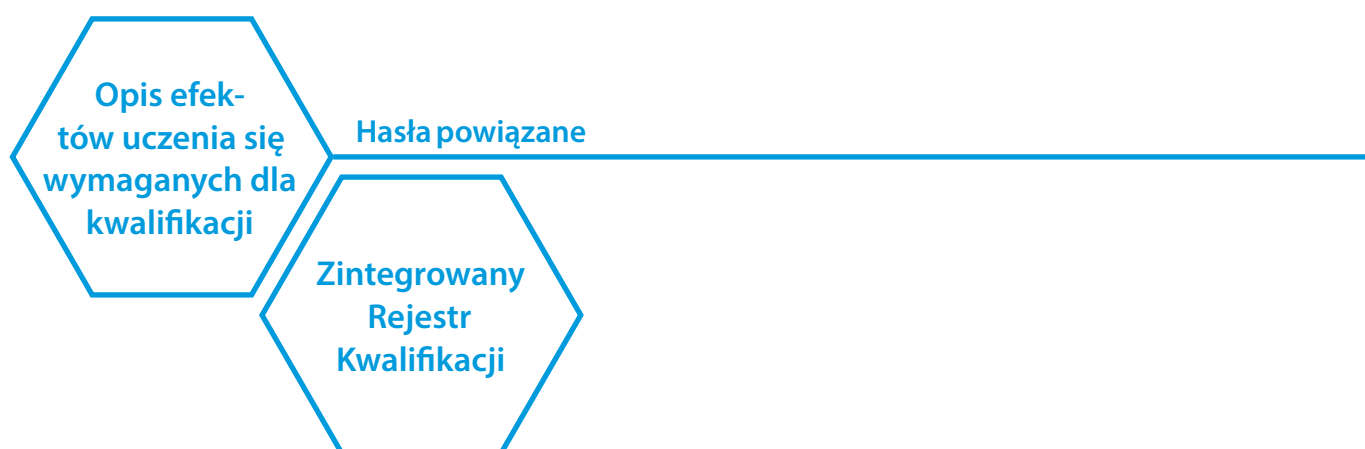 Opis efek-
tów uczenia się
wymaganych dla
kwalifikacji
Hasła powiązane
Zintegrowany
Rejestr
Kwalifikacji